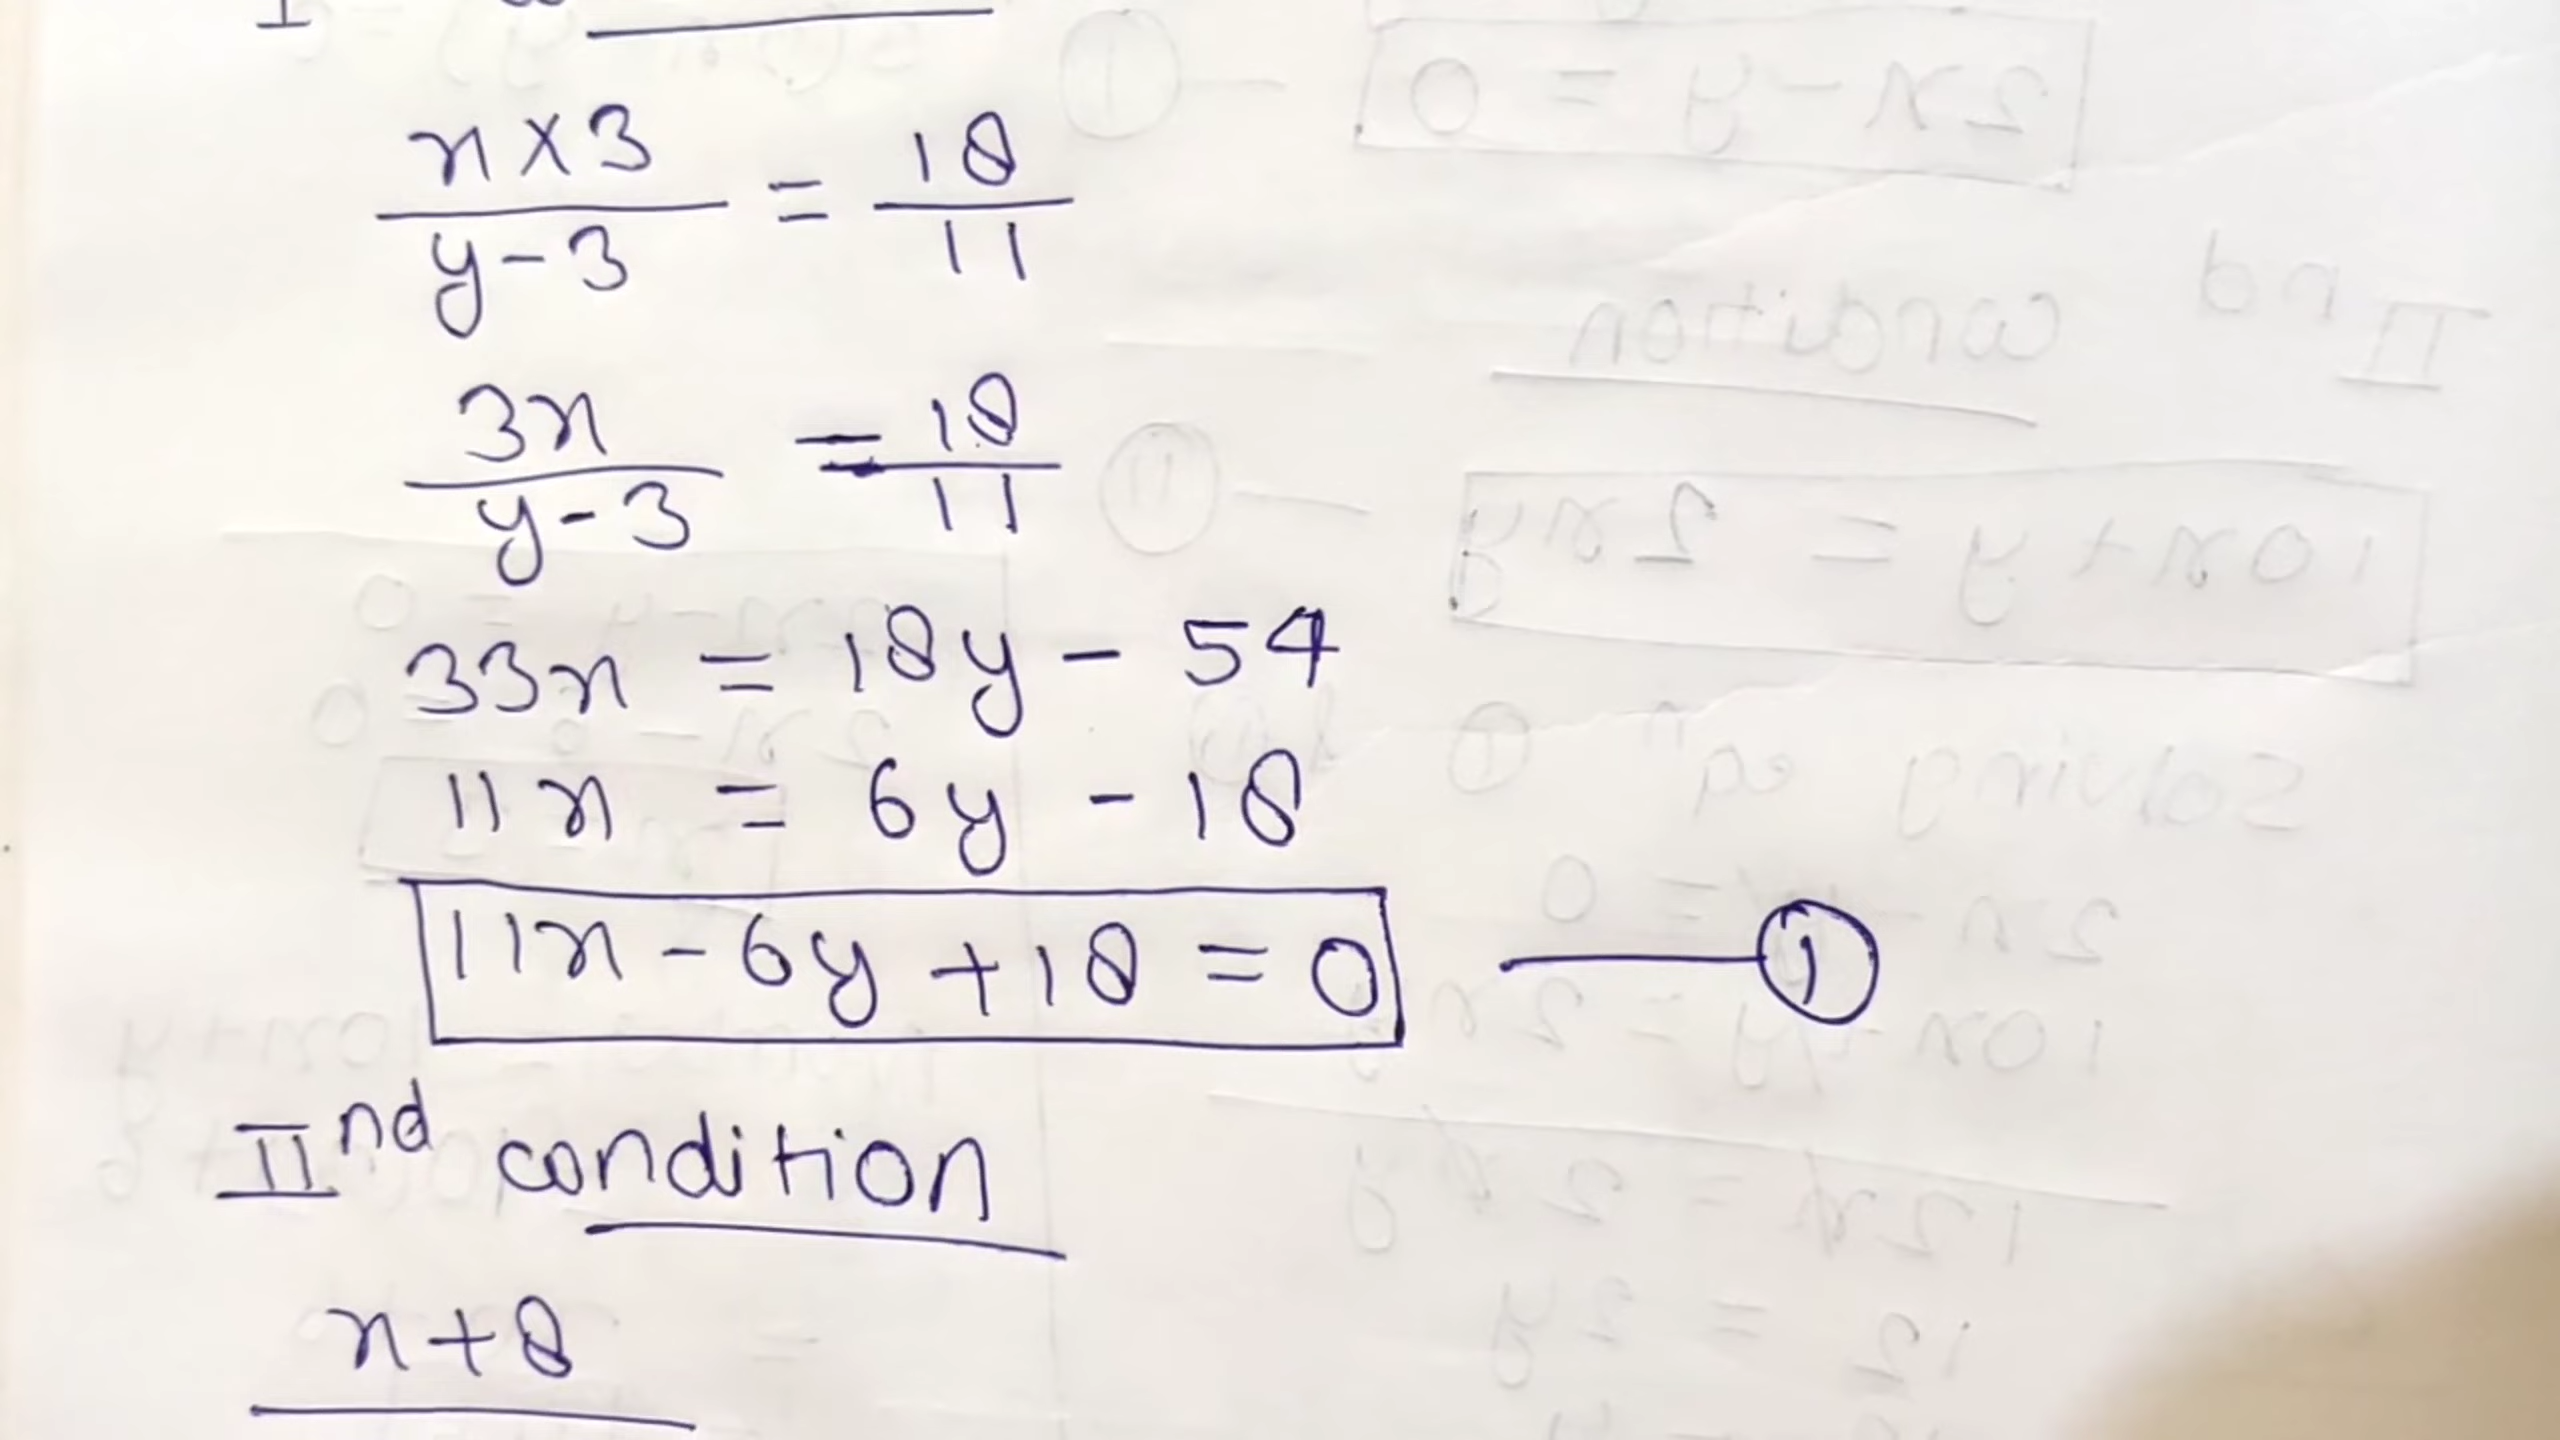 x × 3 / y - 3 = 18 / 11
3x / y - 3 = 18 / 11
33x = 18y - 54
11x = 6y - 18
11x - 6y + 18 = 0 — ①
IInd condition
x + 8